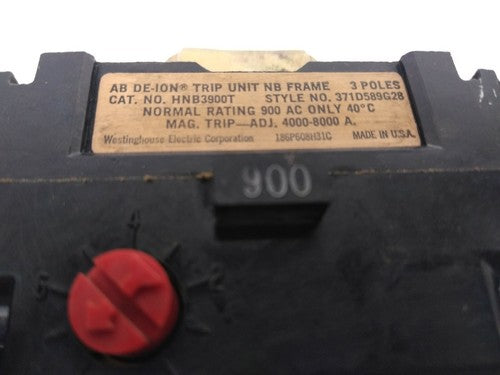 AB DE-ION® TRIP UNIT NB FRAME 3 POLES
CAT. NO. HNB3900T STYLE NO. 371D589G28
NORMAL RATING 900 AC ONLY 40°C
MAG. TRIP—ADJ. 4000-8000 A.
Westinghouse Electric Corporation 186P608H31C MADE IN U.S.A.
900